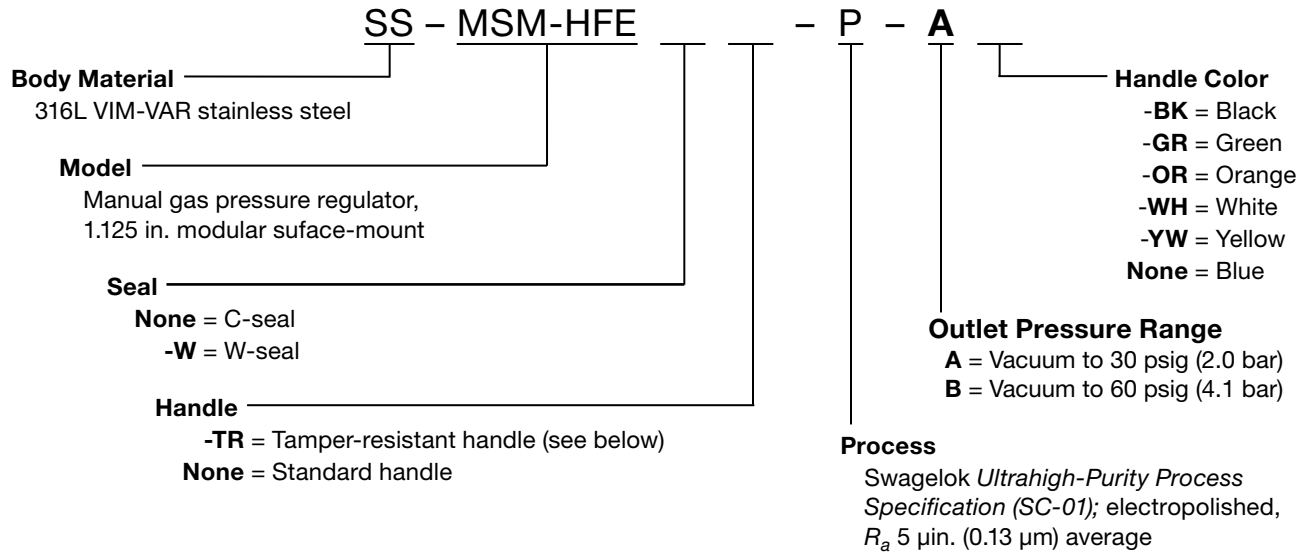 SS – MSM-HFE – P – A
Body Material
316L VIM-VAR stainless steel
Model
Manual gas pressure regulator,
1.125 in. modular suface-mount
Seal
None = C-seal
-W = W-seal
Handle
-TR = Tamper-resistant handle (see below)
None = Standard handle
Handle Color
-BK = Black
-GR = Green
-OR = Orange
-WH = White
-YW = Yellow
None = Blue
Outlet Pressure Range
A = Vacuum to 30 psig (2.0 bar)
B = Vacuum to 60 psig (4.1 bar)
Process
Swagelok Ultrahigh-Purity Process
Specification (SC-01); electropolished,
Ra 5 µin. (0.13 µm) average